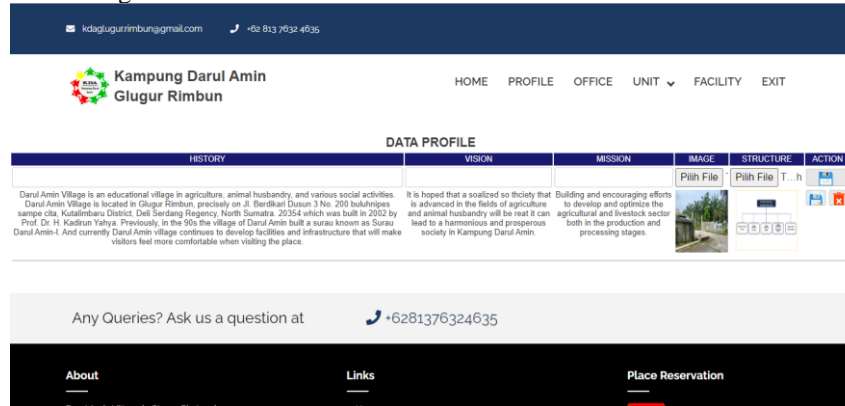 kdaglugurrimbun@gmail.com +62 813 7632 4635
Kampung Darul Amin
Glugur Rimbun
HOME PROFILE OFFICE UNIT FACILITY EXIT
DATA PROFILE
HISTORY VISION MISSION IMAGE STRUCTURE ACTION
Pilih File Pilih File T...h
Darul Amin Village is an educational village in agriculture, animal husbandry, and various social activities.
Darul Amin Village is located in Glugur Rimbun, precisely on Jl. Berdikari Dusun 3 No. 200 buluhnipes
sampe cita, Kutalimbaru District, Deli Serdang Regency, North Sumatra. 20354 which was built in 2002 by
Prof. Dr. H. Kadirun Yahya. Previously, in the 90s the village of Darul Amin built a surau known as Surau
Darul Amin-I. And currently Darul Amin village continues to develop facilities and infrastructure that will make
visitors feel more comfortable when visiting the place.
It is hoped that a soalized so thciety that
is advanced in the fields of agriculture
and animal husbandry will be reat it can
lead to a harmonious and prosperous
society in Kampung Darul Amin.
Building and encouraging efforts
to develop and optimize the
agricultural and livestock sector
both in the production and
processing stages.
Any Queries? Ask us a question at +6281376324635
About Links Place Reservation